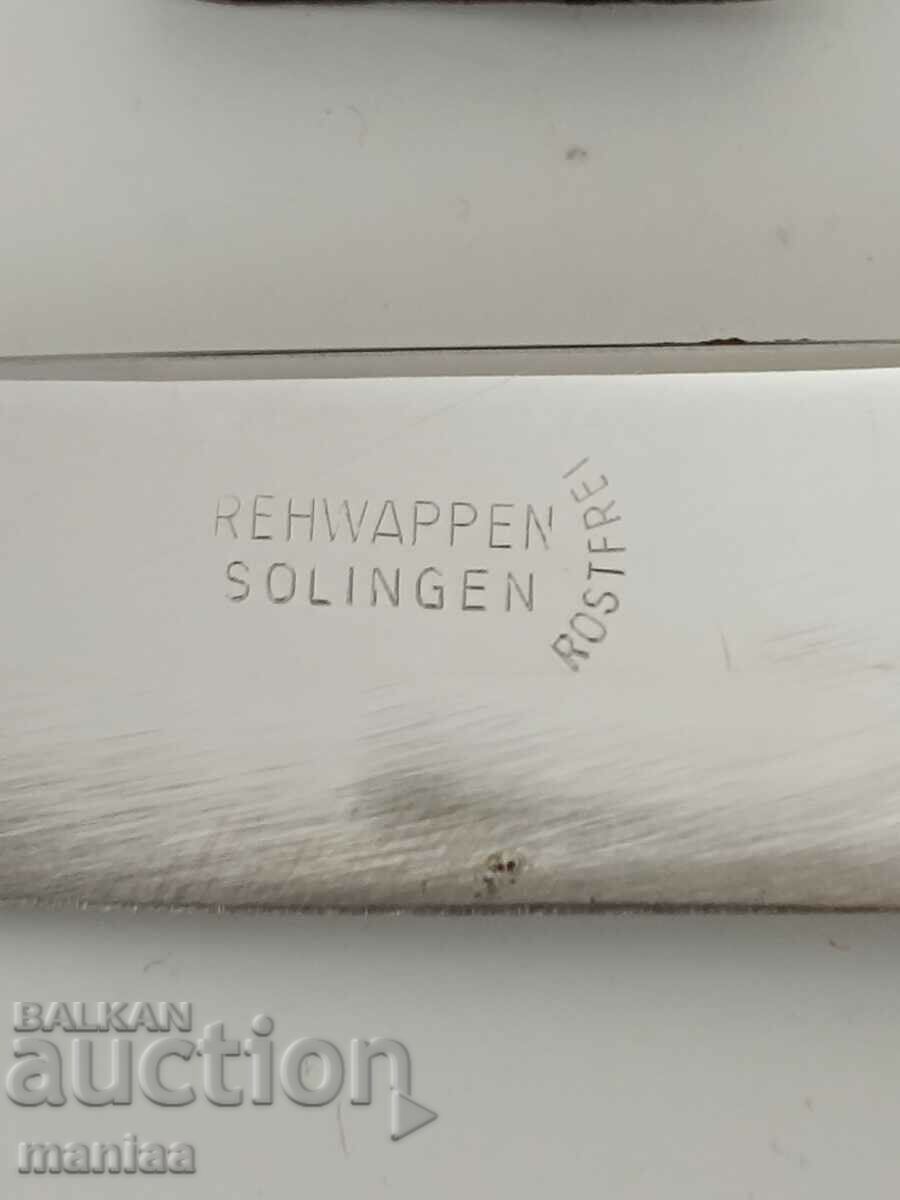 REHWAPPEN
SOLINGEN
ROSTFREI
BALKAN
auction
maniaa